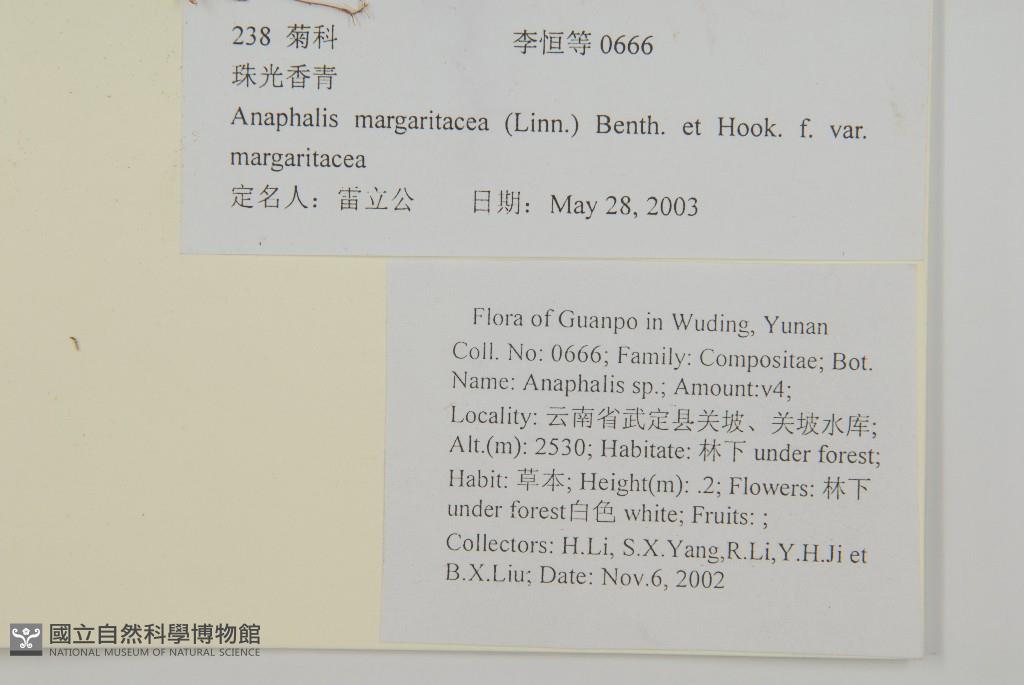 238 菊科 李恒等 0666
珠光香青
Anaphalis margaritacea (Linn.) Benth. et Hook. f. var.
margaritacea
定名人：雷立公 日期：May 28, 2003
Flora of Guanpo in Wuding, Yunan
Coll. No: 0666; Family: Compositae; Bot.
Name: Anaphalis sp.; Amount:v4;
Locality: 云南省武定县关坡、关坡水库;
Alt.(m): 2530; Habitate: 林下 under forest;
Habit: 草本; Height(m): .2; Flowers: 林下
under forest白色 white; Fruits: ;
Collectors: H.Li, S.X.Yang,R.Li,Y.H.Ji et
B.X.Liu; Date: Nov.6, 2002
國立自然科學博物館
NATIONAL MUSEUM OF NATURAL SCIENCE